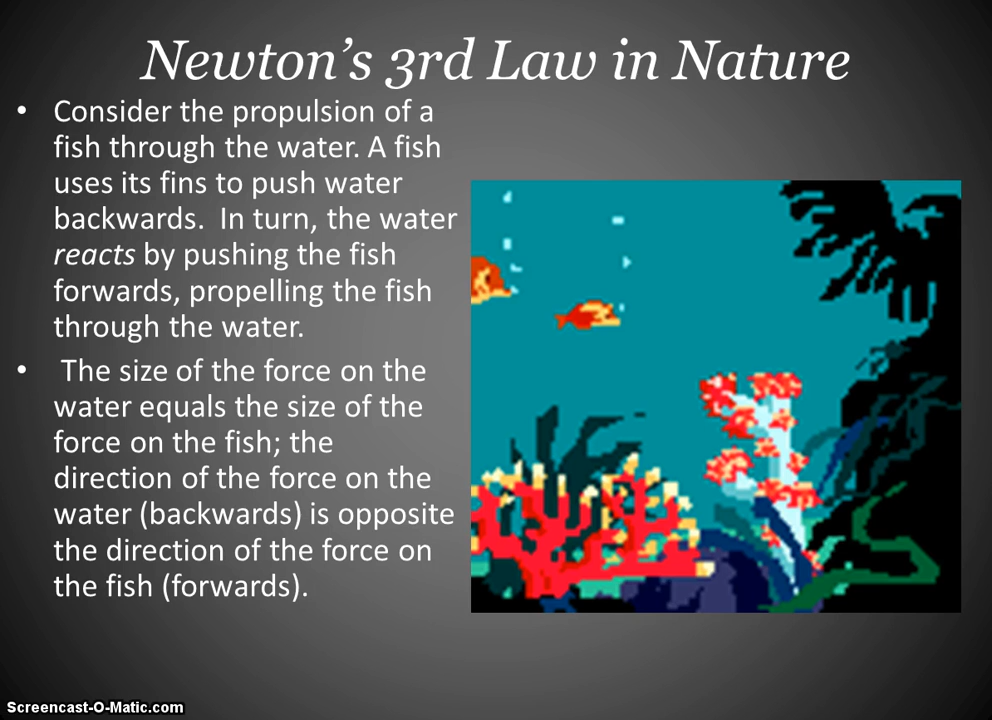 Newton’s 3rd Law in Nature
• Consider the propulsion of a
fish through the water. A fish
uses its fins to push water
backwards.  In turn, the water
reacts by pushing the fish
forwards, propelling the fish
through the water.
•  The size of the force on the
water equals the size of the
force on the fish; the
direction of the force on the
water (backwards) is opposite
the direction of the force on
the fish (forwards).
Screencast-O-Matic.com